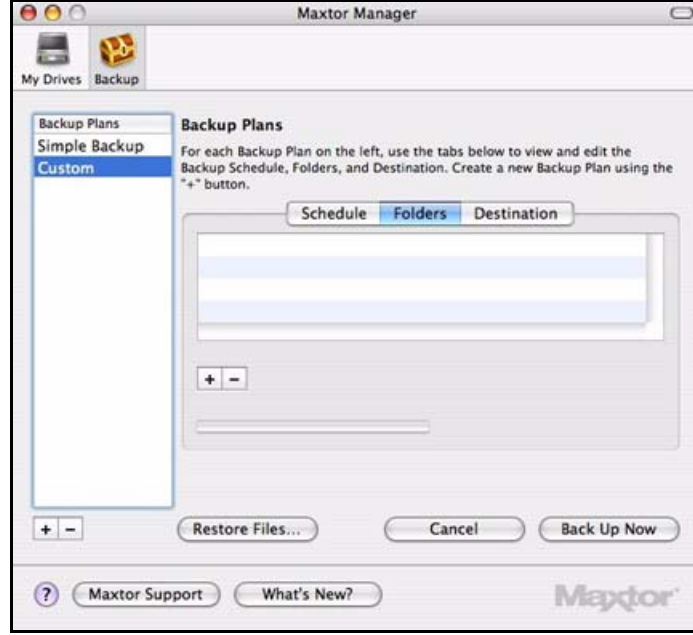 Maxtor Manager
My Drives Backup
Backup Plans
Simple Backup
Custom
Backup Plans
For each Backup Plan on the left, use the tabs below to view and edit the
Backup Schedule, Folders, and Destination. Create a new Backup Plan using the
"+" button.
Schedule Folders Destination
+ −
+ −
Restore Files... Cancel Back Up Now
? Maxtor Support What's New? Maxtor